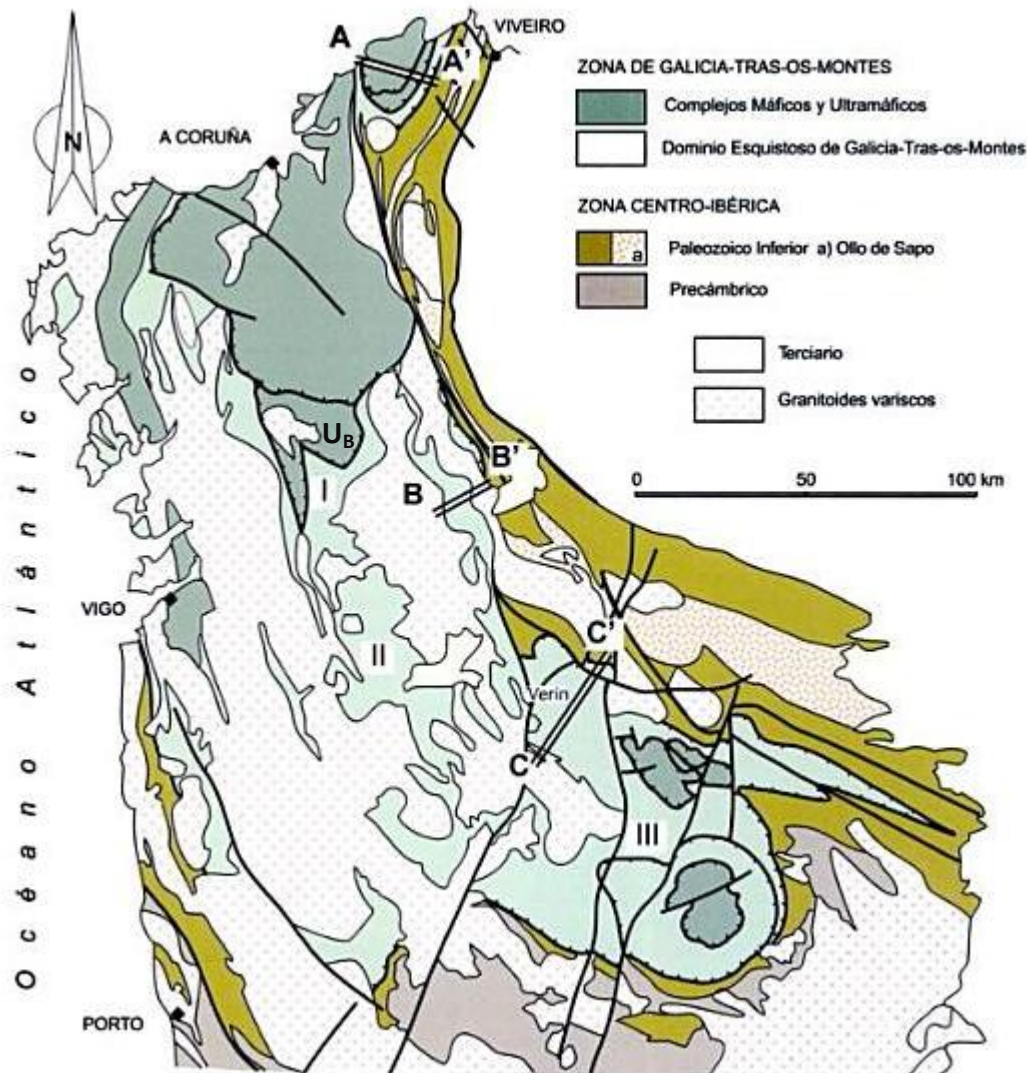 A
VIVEIRO
A'
N
A CORUÑA
ZONA DE GALICIA-TRAS-OS-MONTES
Complejos Máficos y Ultramáficos
Dominio Esquistoso de Galicia-Tras-os-Montes
ZONA CENTRO-IBÉRICA
a
Paleozoico Inferior a) Ollo de Sapo
Precámbrico
Terciario
Granitoides variscos
UB
B'
0 50 100 km
I
B
Océano Atlántico
VIGO
C'
II
Verín
C
III
PORTO